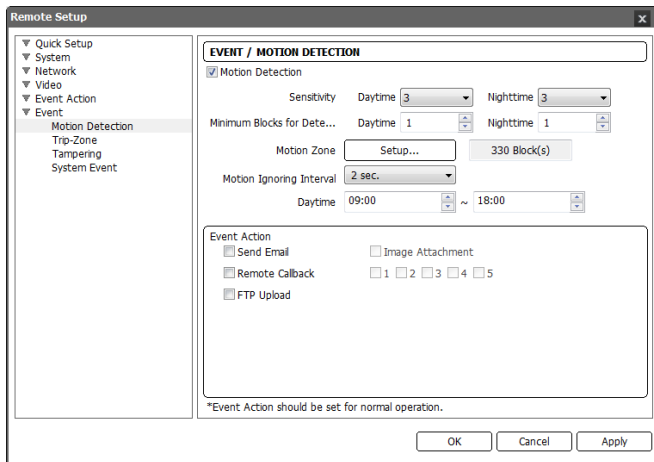 Remote Setup
x
Quick Setup
System
Network
Video
Event Action
Event
Motion Detection
Trip-Zone
Tampering
System Event
EVENT / MOTION DETECTION
Motion Detection
Sensitivity Daytime 3 Nighttime 3
Minimum Blocks for Dete... Daytime 1 Nighttime 1
Motion Zone Setup... 330 Block(s)
Motion Ignoring Interval 2 sec.
Daytime 09:00 ~ 18:00
Event Action
Send Email Image Attachment
Remote Callback 1 2 3 4 5
FTP Upload
*Event Action should be set for normal operation.
OK Cancel Apply